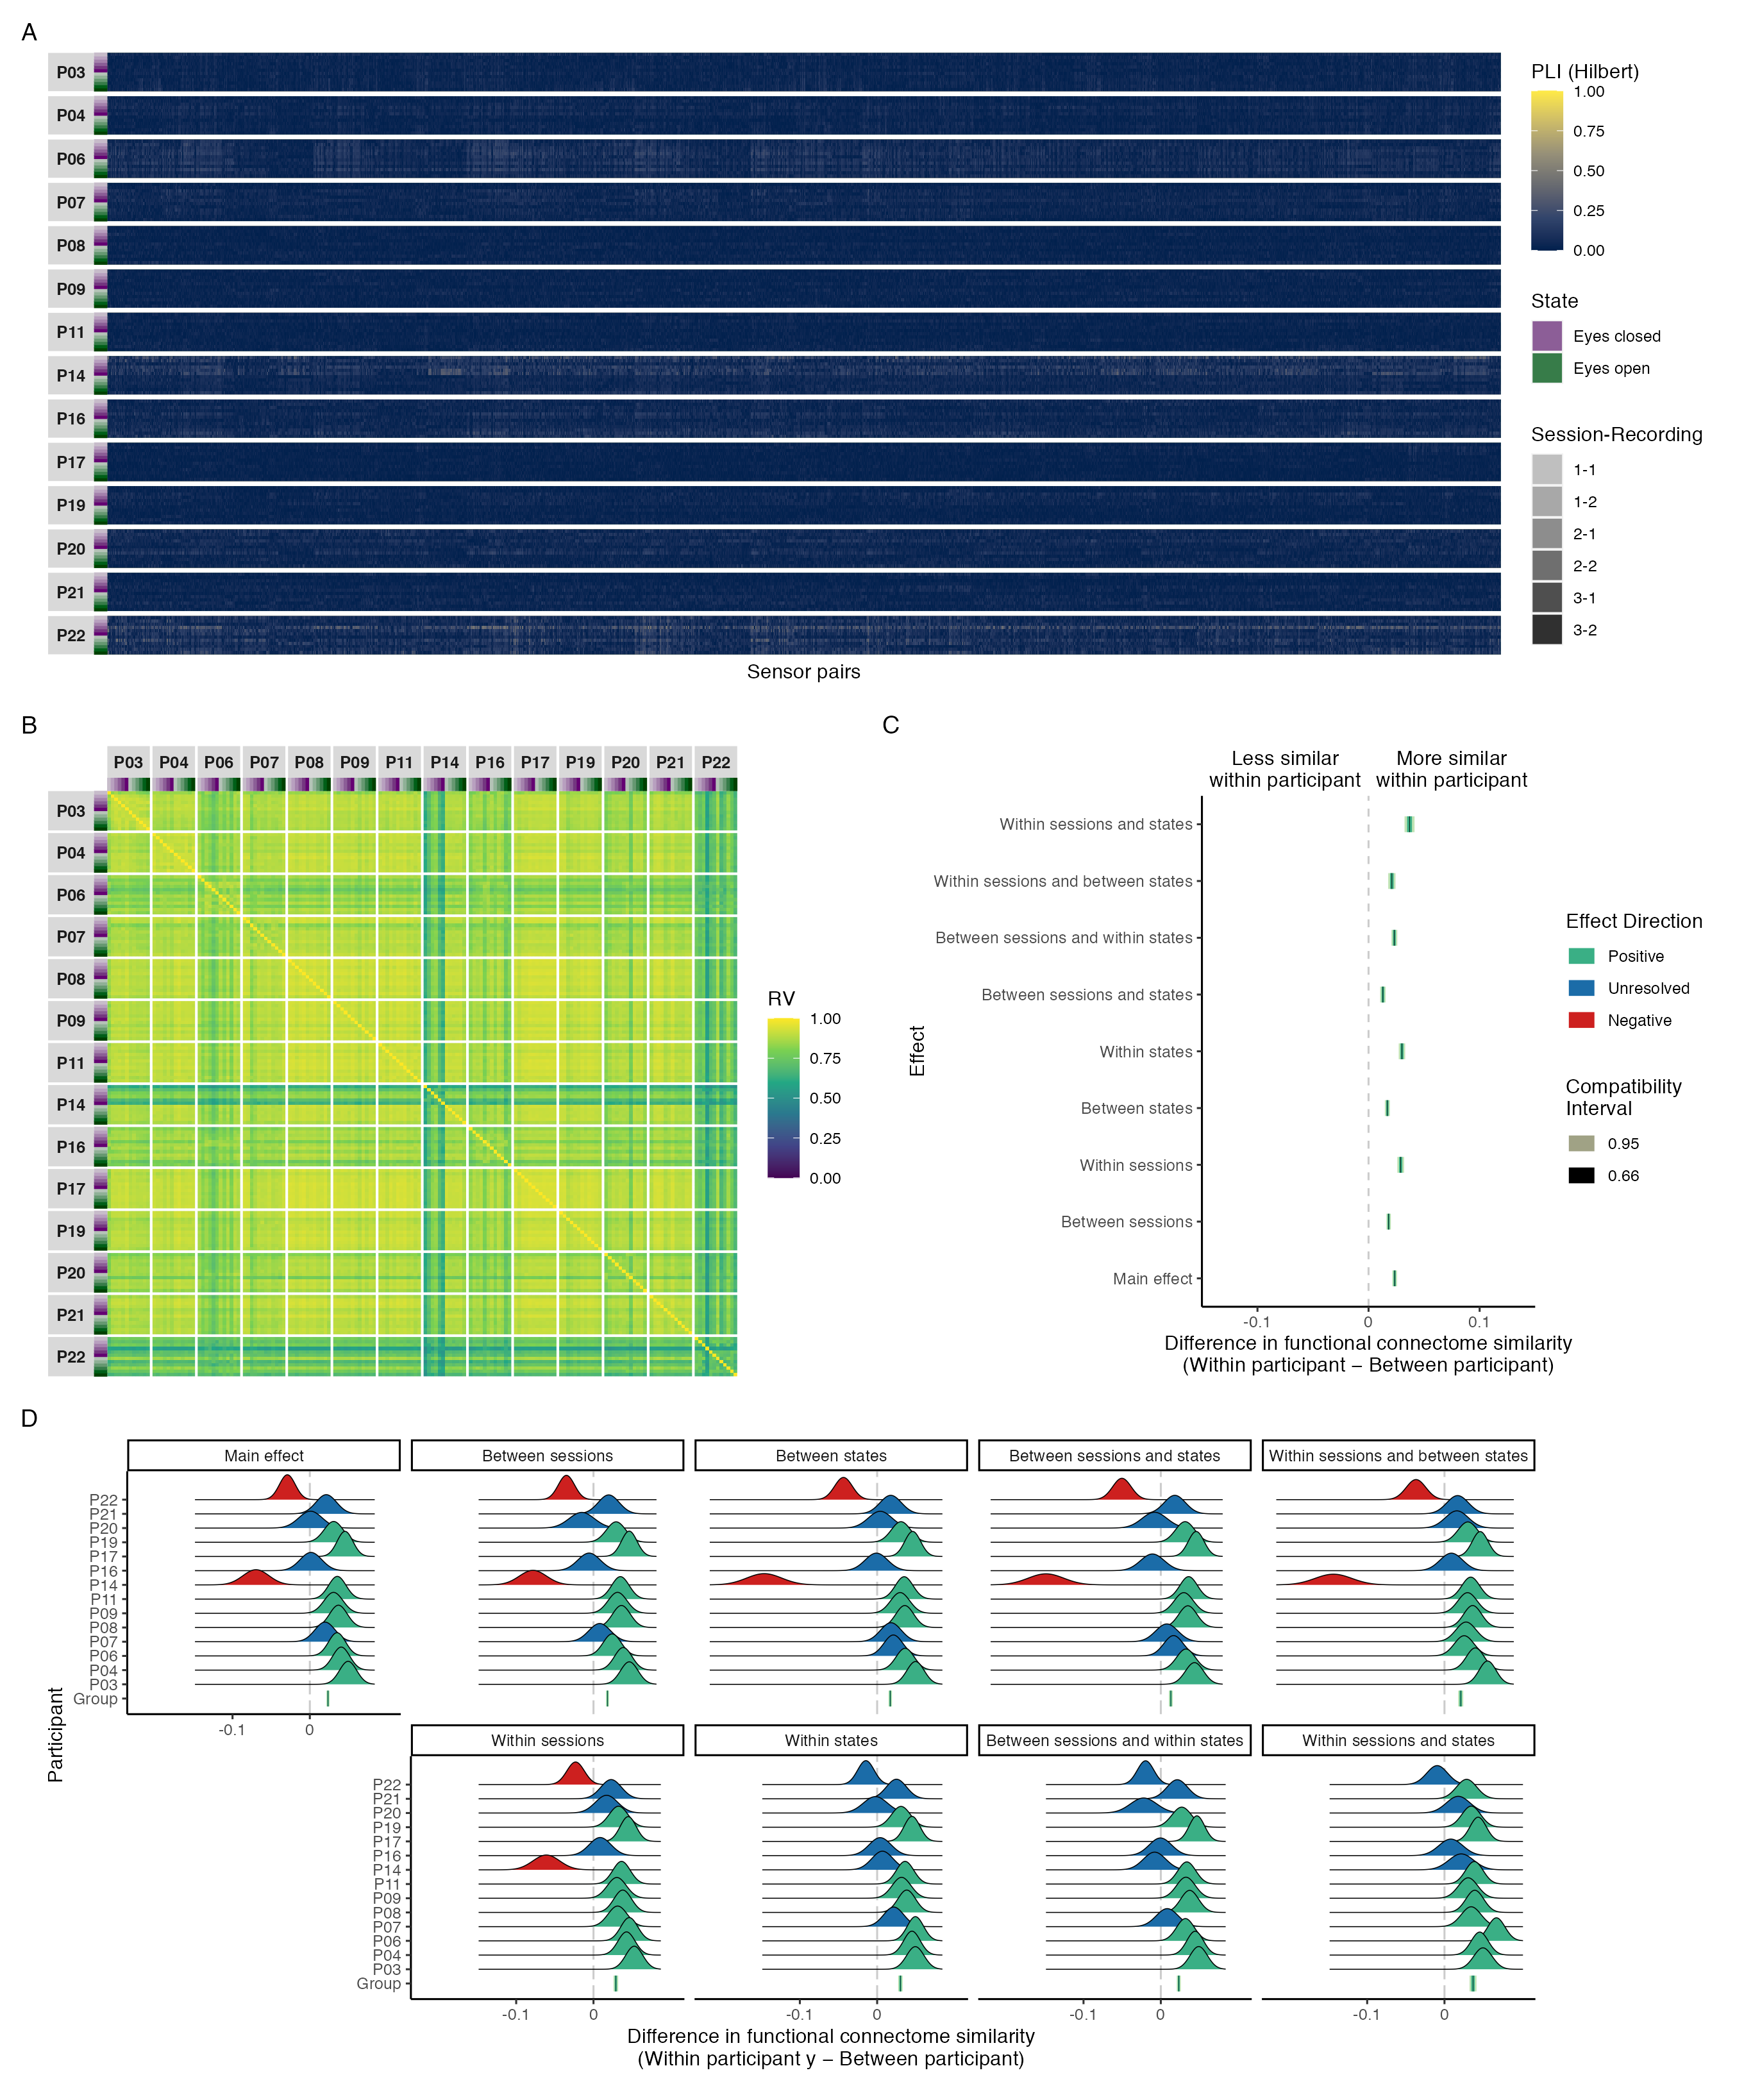 A
P03
P04
P06
P07
P08
P09
P11
P14
P16
P17
P19
P20
P21
P22
Sensor pairs
PLI (Hilbert)
1.00
0.75
0.50
0.25
0.00
State
Eyes closed
Eyes open
Session-Recording
1-1
1-2
2-1
2-2
3-1
3-2
B
P03 P04 P06 P07 P08 P09 P11 P14 P16 P17 P19 P20 P21 P22
P03
P04
P06
P07
P08
P09
P11
P14
P16
P17
P19
P20
P21
P22
RV
1.00
0.75
0.50
0.25
0.00
C
Less similar
within participant
More similar
within participant
Effect
Within sessions and states
Within sessions and between states
Between sessions and within states
Between sessions and states
Within states
Between states
Within sessions
Between sessions
Main effect
-0.1 0 0.1
Difference in functional connectome similarity
(Within participant – Between participant)
Effect Direction
Positive
Unresolved
Negative
Compatibility
Interval
0.95
0.66
D
Participant
Main effect
Between sessions
Between states
Between sessions and states
Within sessions and between states
P22
P21
P20
P19
P17
P16
P14
P11
P09
P08
P07
P06
P04
P03
Group
-0.1 0
Within sessions
Within states
Between sessions and within states
Within sessions and states
P22
P21
P20
P19
P17
P16
P14
P11
P09
P08
P07
P06
P04
P03
Group
-0.1 0 -0.1 0 -0.1 0 -0.1 0
Difference in functional connectome similarity
(Within participant y – Between participant)